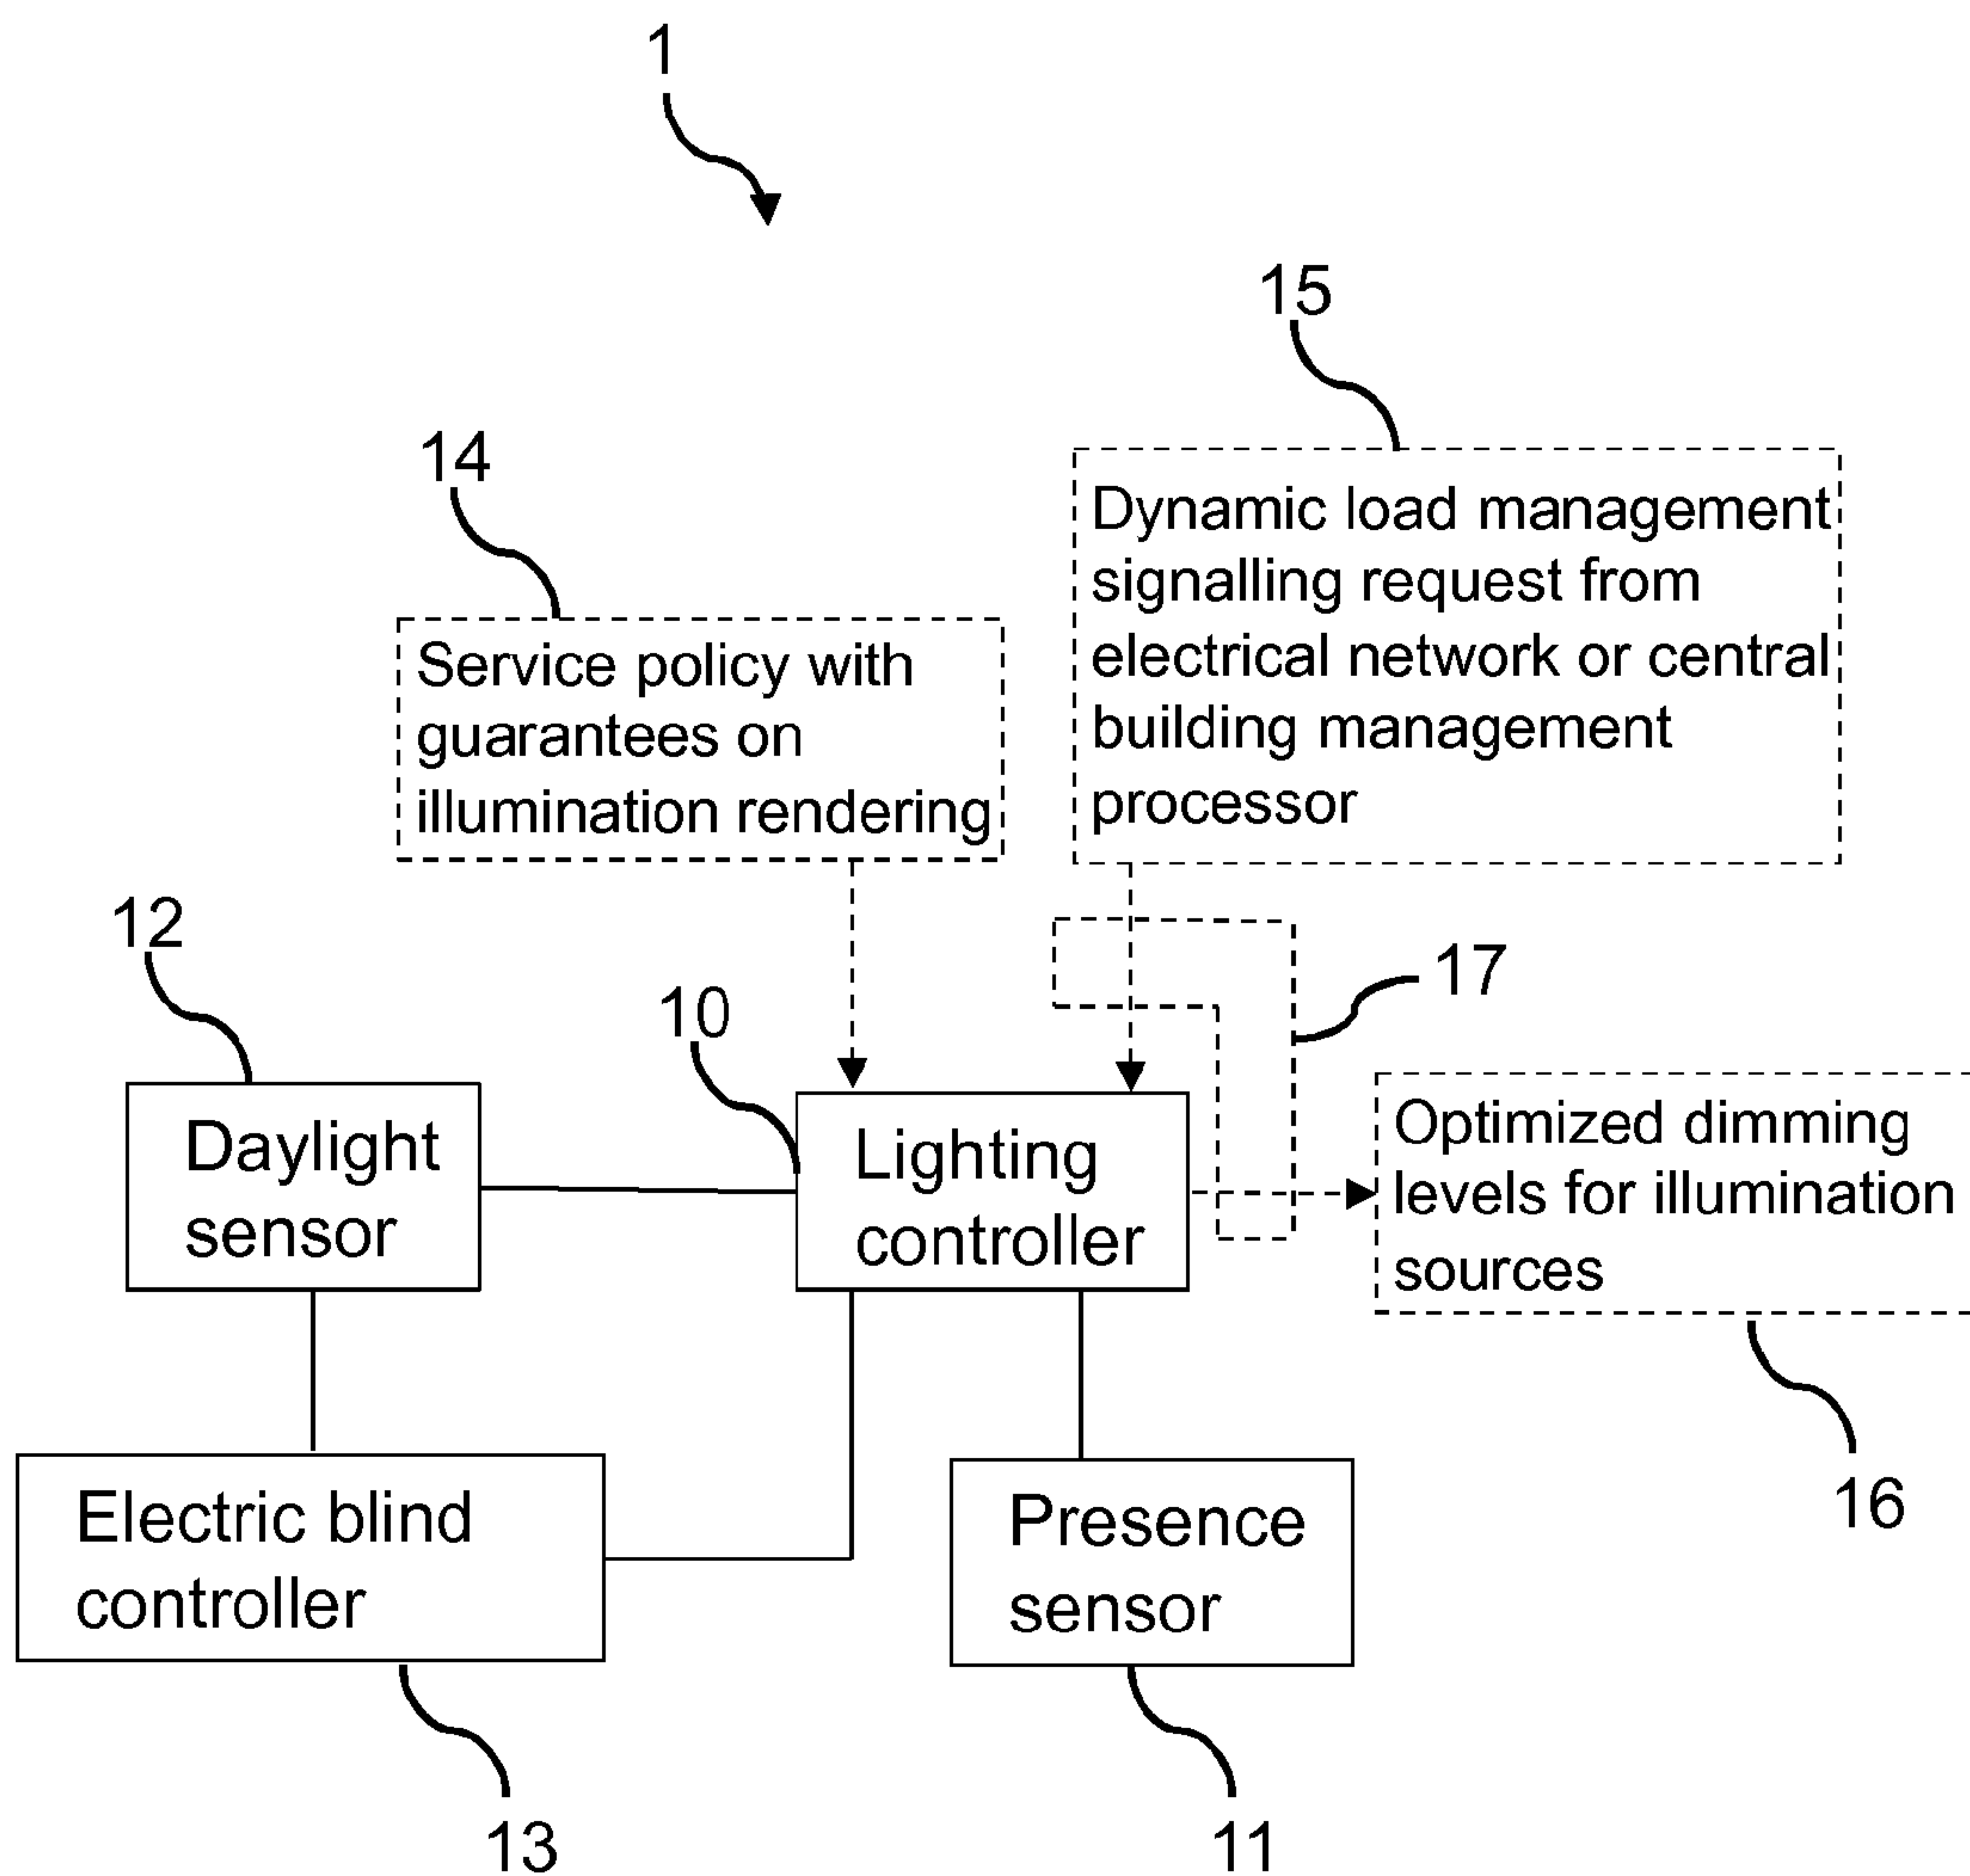 1
15
Dynamic load management
signalling request from
electrical network or central
building management
processor
14
Service policy with
guarantees on
illumination rendering
12
10
17
Daylight
sensor
Lighting
controller
Optimized dimming
levels for illumination
sources
Electric blind
controller
Presence
sensor
16
13
11